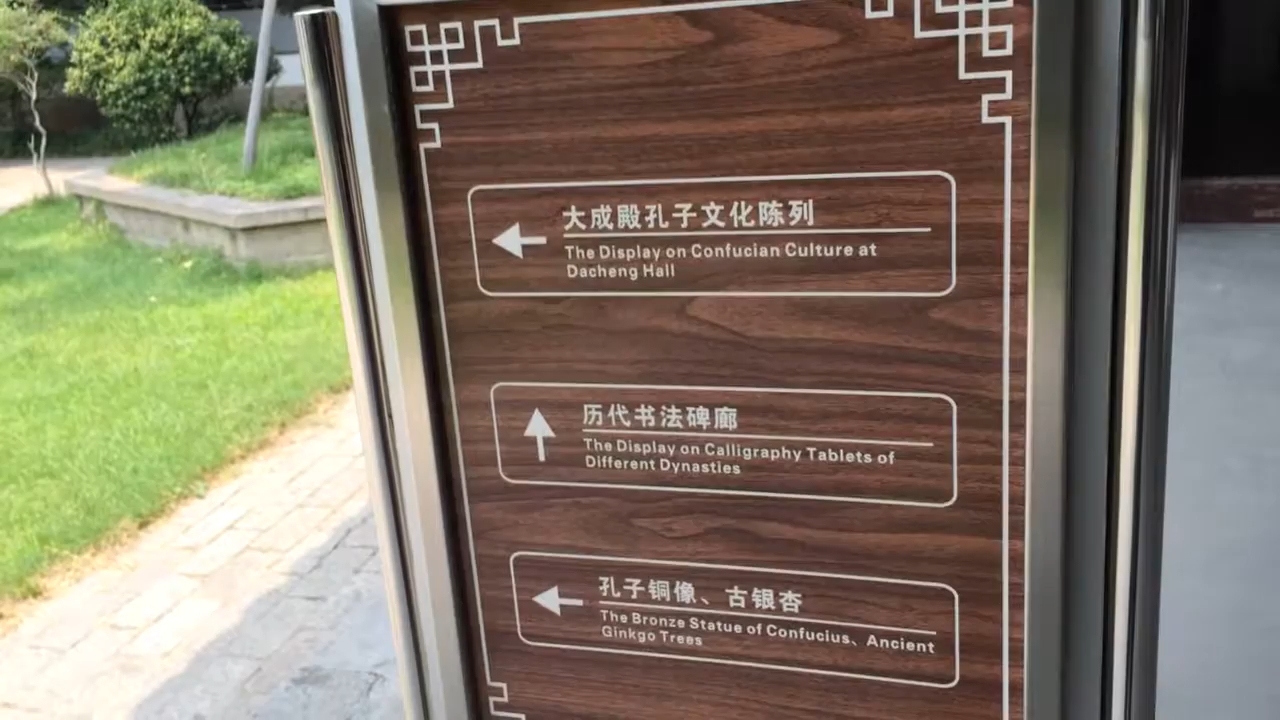 大成殿孔子文化陈列
The Display on Confucian Culture at
Dacheng Hall
历代书法碑廊
The Display on Calligraphy Tablets of
Different Dynasties
孔子铜像、古银杏
The Bronze Statue of Confucius、Ancient
Ginkgo Trees